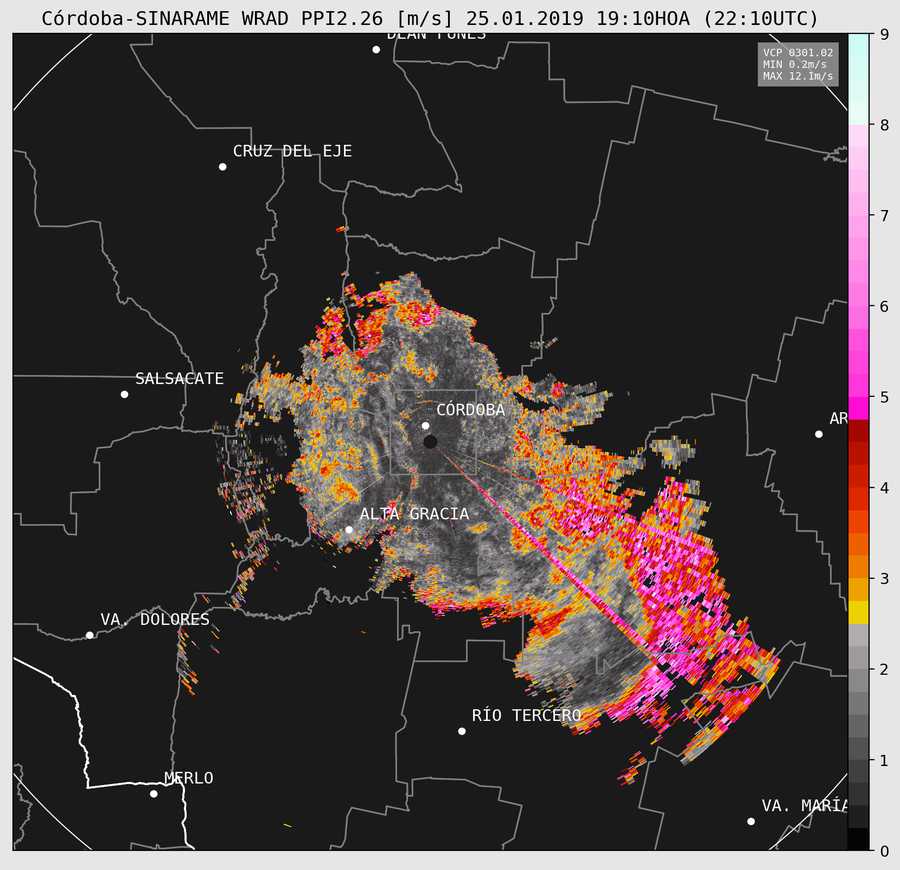 Córdoba-SINARAME WRAD PPI2.26 [m/s] 25.01.2019 19:10HOA (22:10UTC)
DEAN FUNES
VCP 0301.02
MIN 0.2m/s
MAX 12.1m/s
CRUZ DEL EJE
SALSACATE
CÓRDOBA
AR
ALTA GRACIA
VA. DOLORES
RÍO TERCERO
MERLO
VA. MARÍA
9
8
7
6
5
4
3
2
1
0